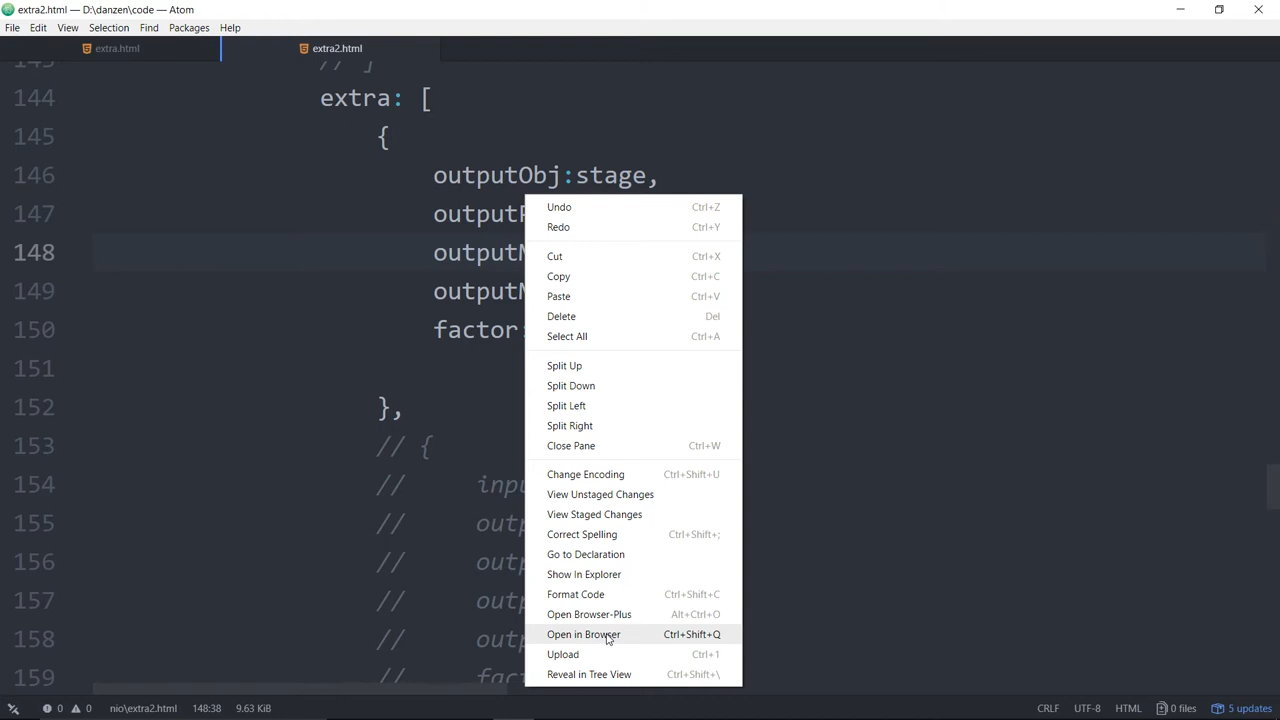 extra2.html — D:\danzen\code — Atom
File Edit View Selection Find Packages Help
extra.html extra2.html
143 // ]
144 extra: [
145 {
146 outputObj:stage,
147
148
149
150 factor:
151
152 },
153 // {
154 //
155 //
156 //
157 //
158 //
159 //
Undo Ctrl+Z
Redo Ctrl+Y
Cut Ctrl+X
Copy Ctrl+C
Paste Ctrl+V
Delete Del
Select All Ctrl+A
Split Up
Split Down
Split Left
Split Right
Close Pane Ctrl+W
Change Encoding Ctrl+Shift+U
View Unstaged Changes
View Staged Changes
Correct Spelling Ctrl+Shift+;
Go to Declaration
Show In Explorer
Format Code Ctrl+Shift+C
Open Browser-Plus Alt+Ctrl+O
Open in Browser Ctrl+Shift+Q
Upload Ctrl+1
Reveal in Tree View Ctrl+Shift+\
0 0 nio\extra2.html 148:38 9.63 KiB CRLF UTF-8 HTML 0 files 5 updates